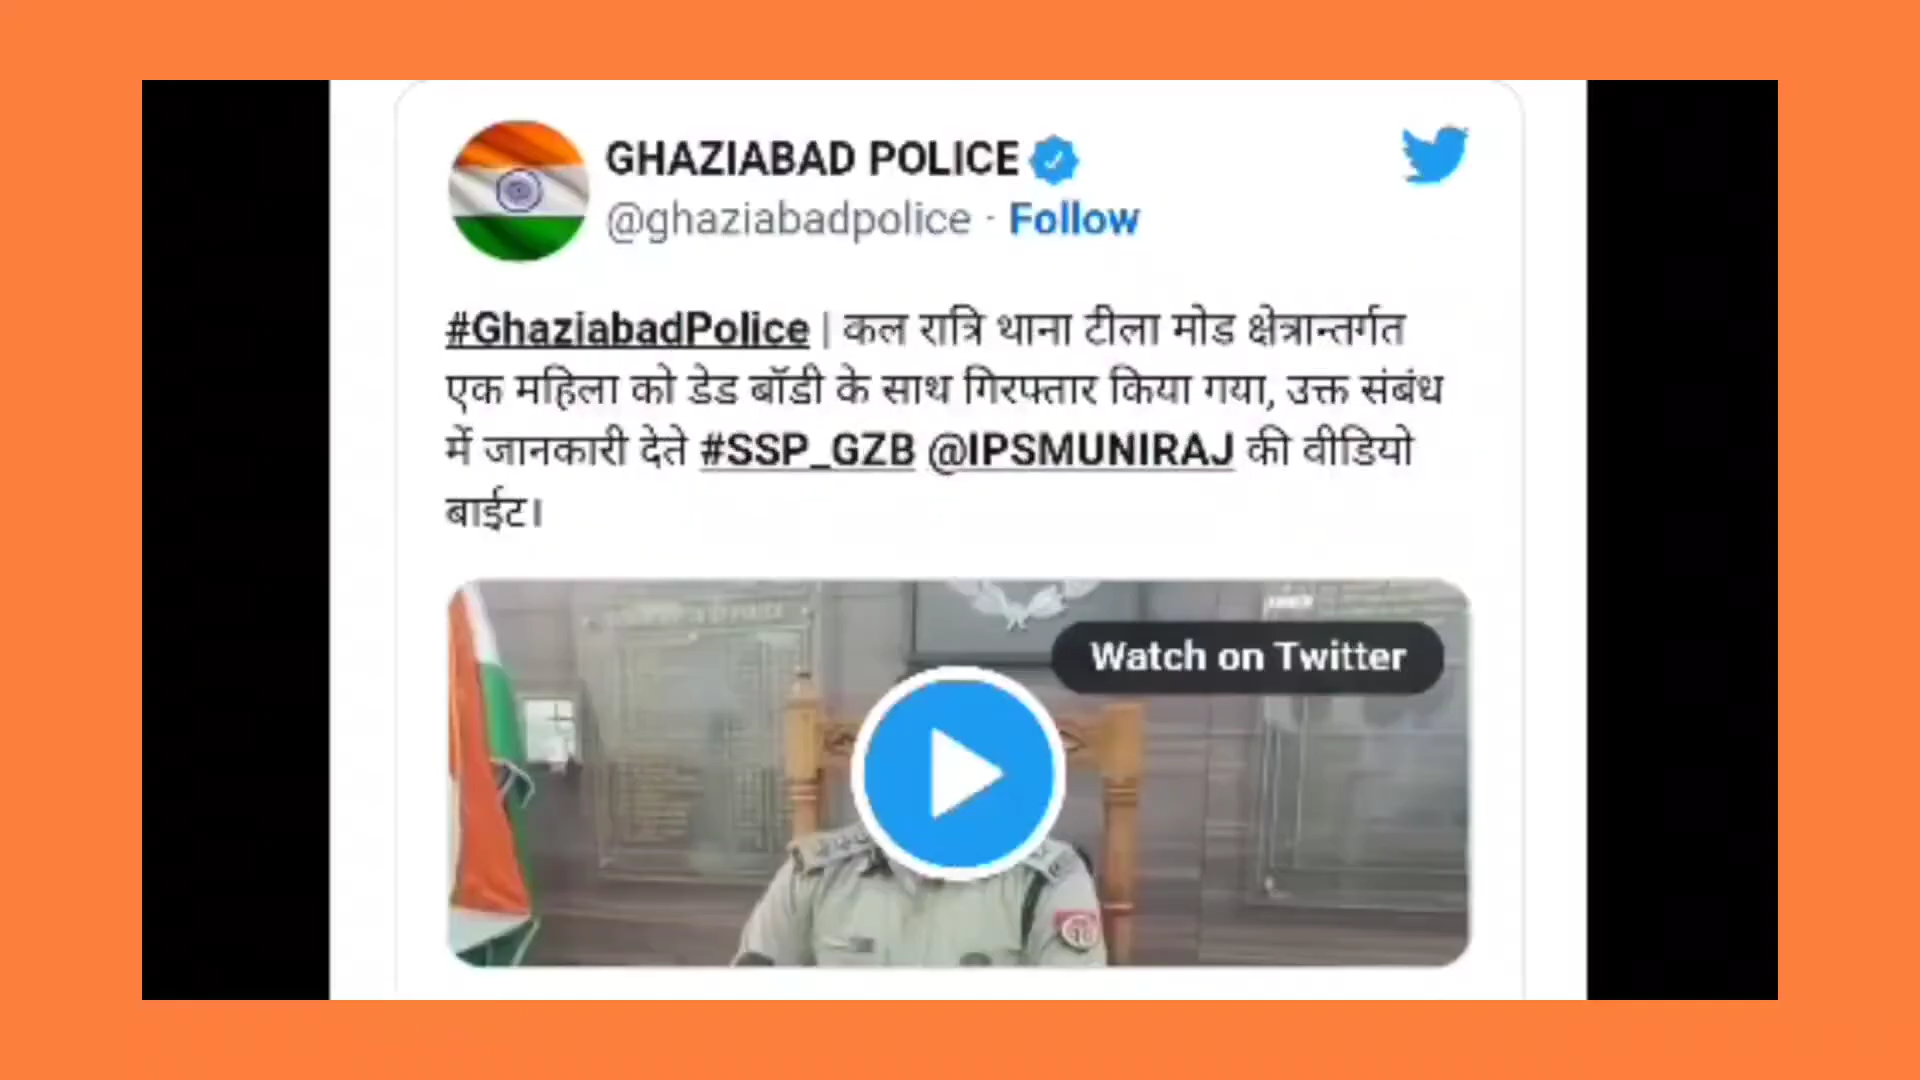 GHAZIABAD POLICE
@ghaziabadpolice · Follow
#GhaziabadPolice | कल रात्रि थाना टीला मोड क्षेत्रान्तर्गत
एक महिला को डेड बॉडी के साथ गिरफ्तार किया गया, उक्त संबंध
में जानकारी देते #SSP_GZB @IPSMUNIRAJ की वीडियो
बाईट।
Watch on Twitter